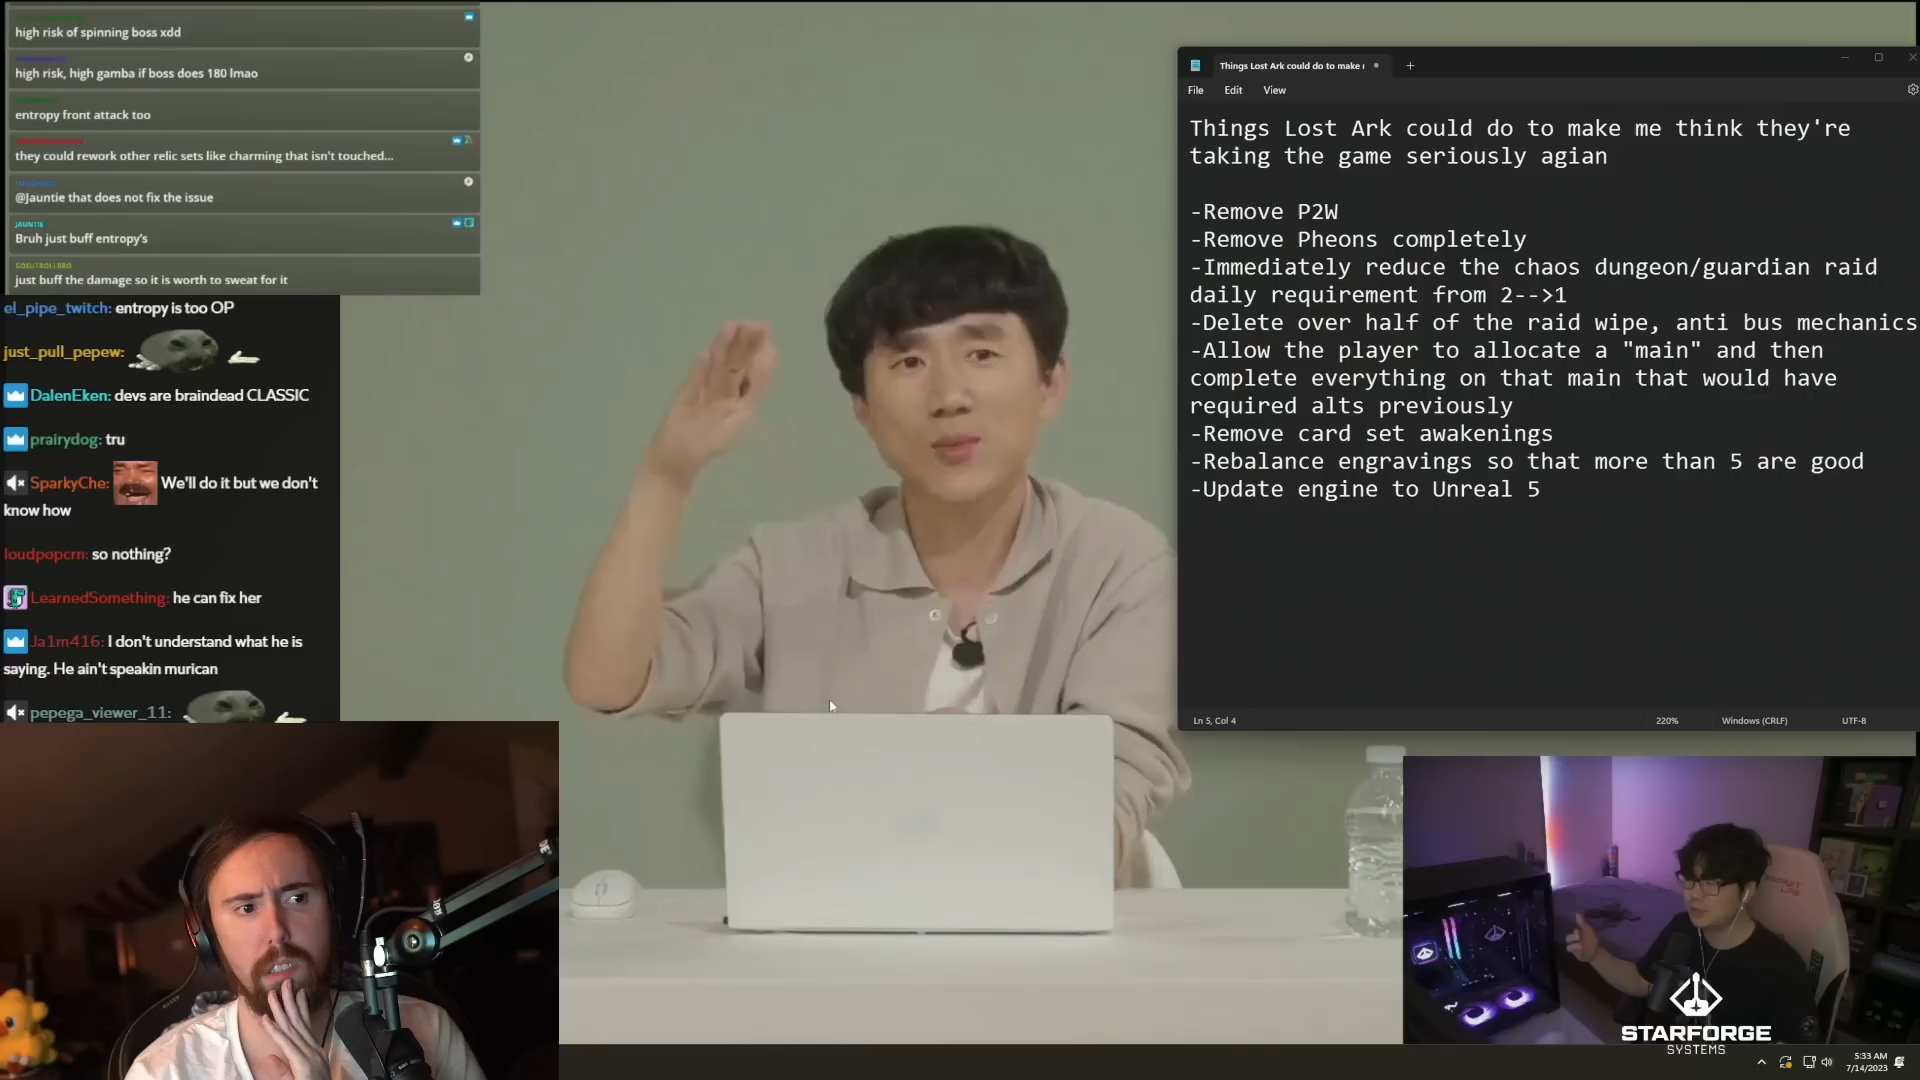 high risk of spinning boss xdd
high risk, high gamba if boss does 180 lmao
entropy front attack too
they could rework other relic sets like charming that isn't touched...
@Jauntie that does not fix the issue
JAUNTIE
Bruh just buff entropy's
just buff the damage so it is worth to sweat for it
el_pipe_twitch: entropy is too OP
just_pull_pepew:
DalenEken: devs are braindead CLASSIC
prairydog: tru
SparkyChe: We'll do it but we don't
know how
loudpopcrn: so nothing?
LearnedSomething: he can fix her
Ja1m416: I don't understand what he is
saying. He ain't speakin murican
pepega_viewer_11:
Things Lost Ark could do to make
File Edit View
Things Lost Ark could do to make me think they're
taking the game seriously agian
-Remove P2W
-Remove Pheons completely
-Immediately reduce the chaos dungeon/guardian raid
daily requirement from 2-->1
-Delete over half of the raid wipe, anti bus mechanics
-Allow the player to allocate a "main" and then
complete everything on that main that would have
required alts previously
-Remove card set awakenings
-Rebalance engravings so that more than 5 are good
-Update engine to Unreal 5
Ln 5, Col 4 220% Windows (CRLF) UTF-8
STARFORGE
SYSTEMS
5:33 AM
7/14/2023